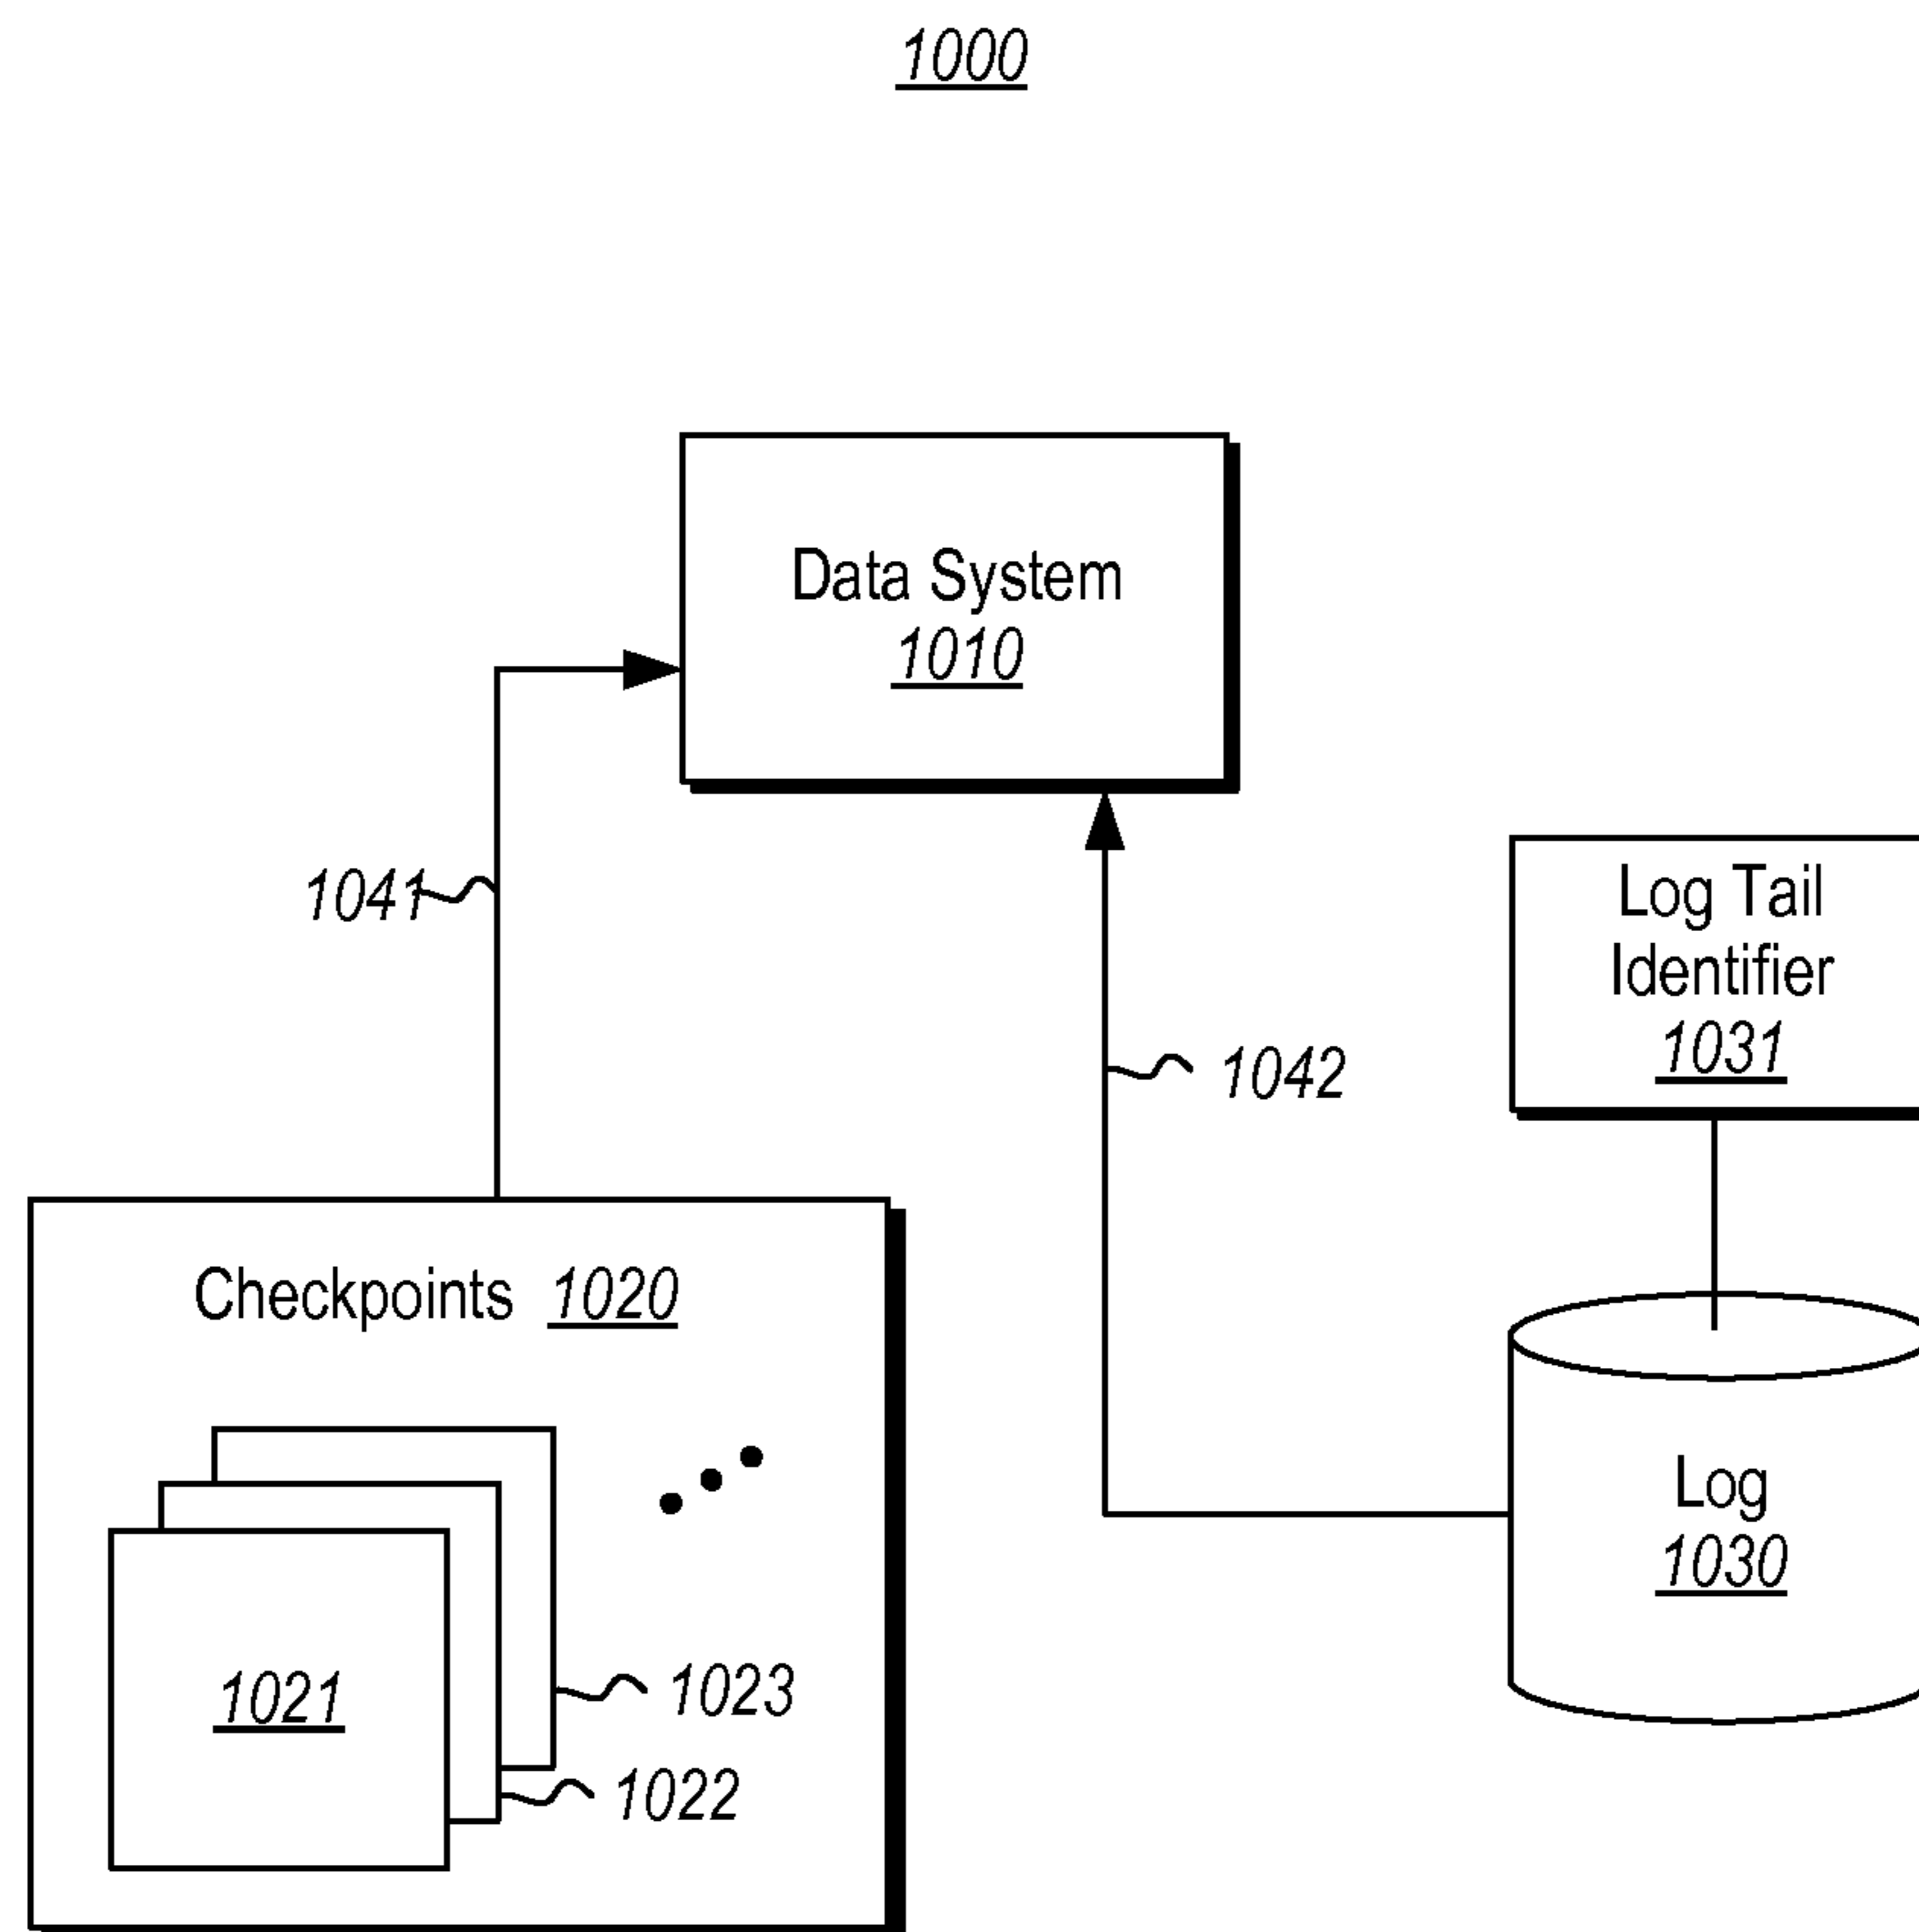 1000
Data System
1010
1041
Log Tail
Identifier
1031
1042
Checkpoints 1020
Log
1030
1021
1023
1022